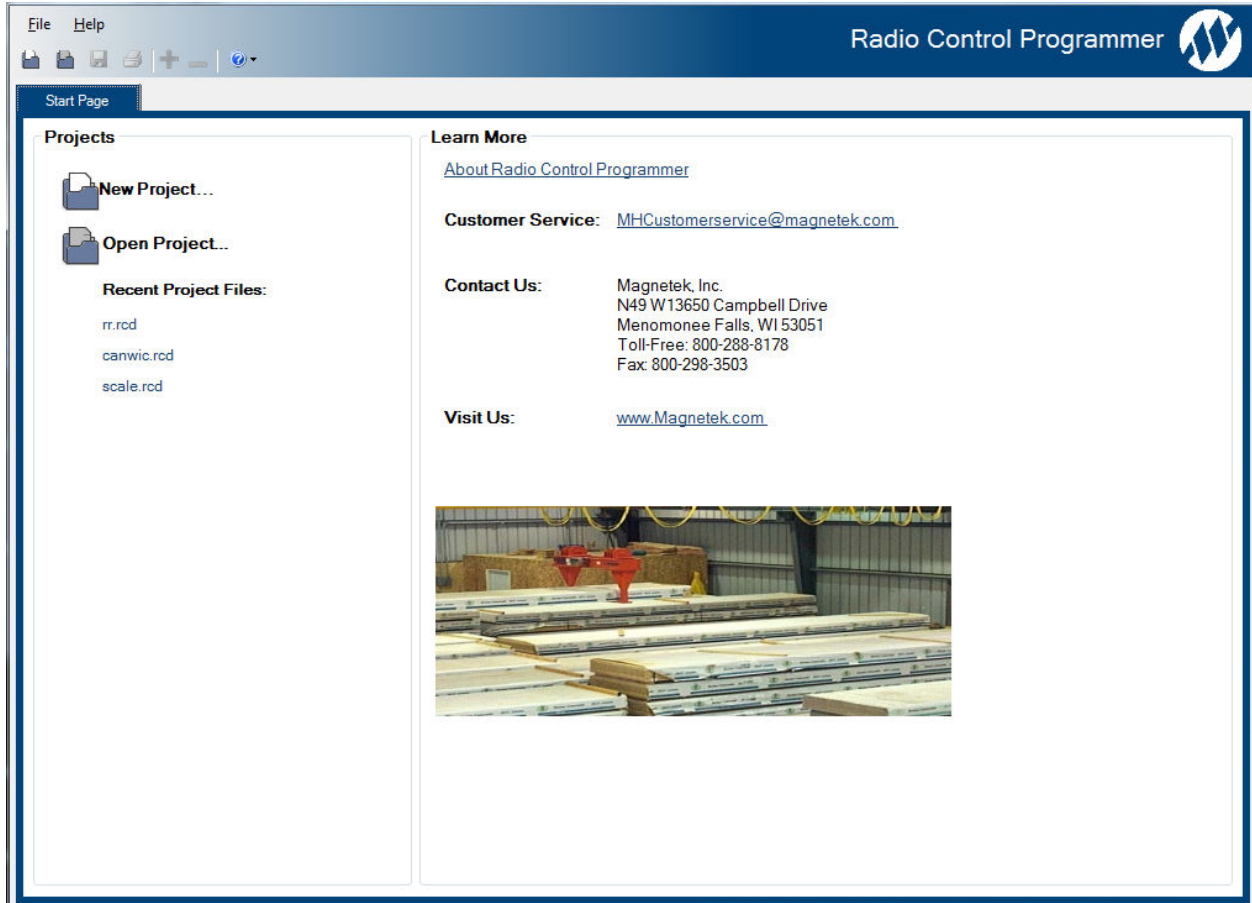 File Help
Radio Control Programmer
Start Page
Projects
New Project...
Open Project...
Recent Project Files:
rr.rcd
canwic.rcd
scale.rcd
Learn More
About Radio Control Programmer
Customer Service: MHCustomerservice@magnetek.com
Contact Us: Magnetek, Inc.
N49 W13650 Campbell Drive
Menomonee Falls, WI 53051
Toll-Free: 800-288-8178
Fax: 800-298-3503
Visit Us: www.Magnetek.com